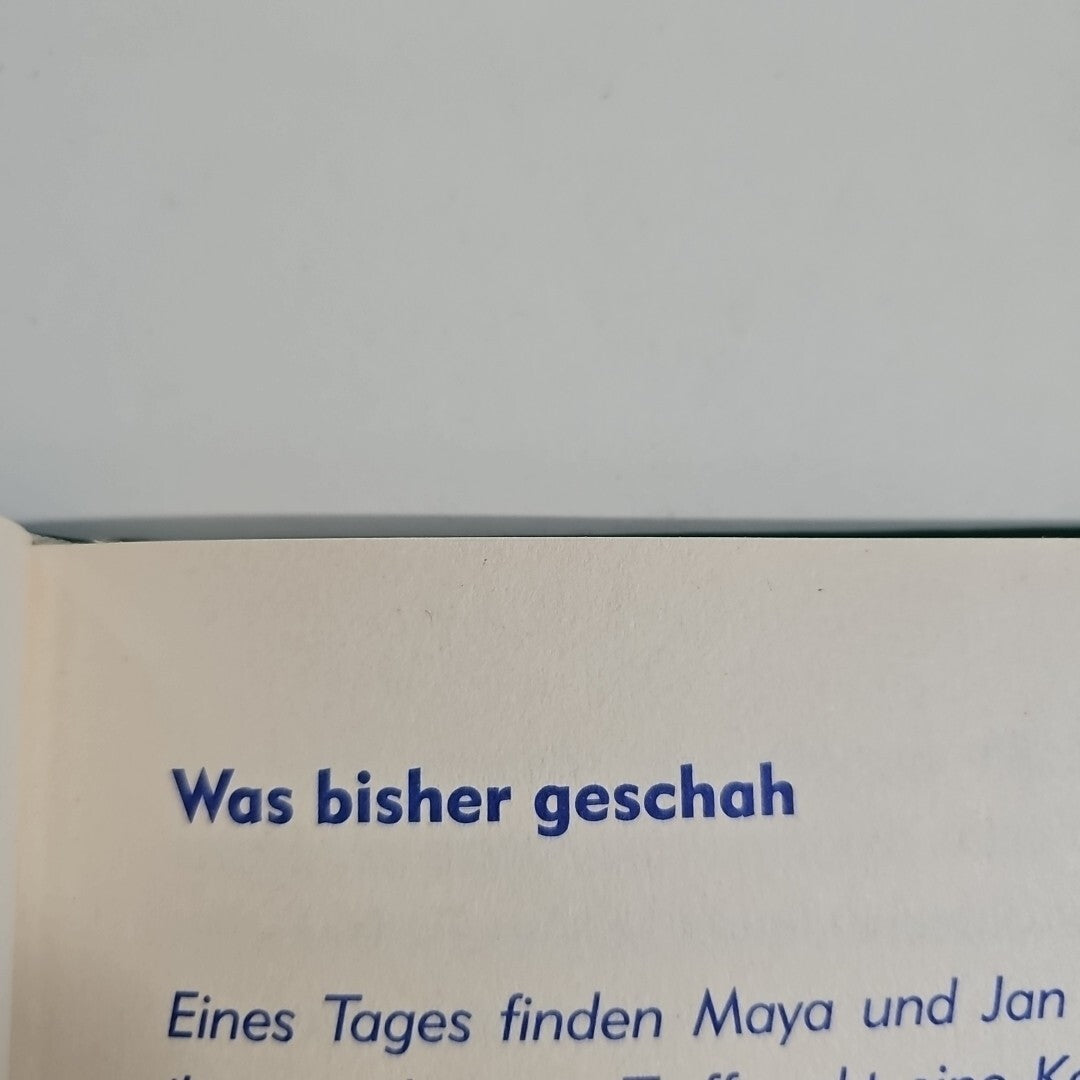 Was bisher geschah
Eines Tages finden Maya und Jan